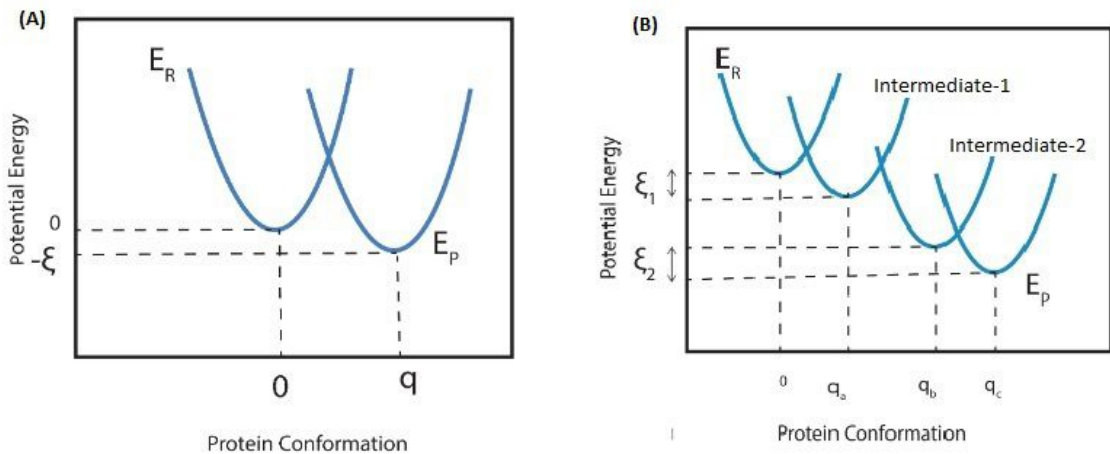 (A)
E_R
E_P
Potential Energy
0
-ξ
0
q
Protein Conformation
(B)
E_R
Intermediate-1
Intermediate-2
E_p
Potential Energy
ξ_1
ξ_2
0
q_a
q_b
q_c
Protein Conformation